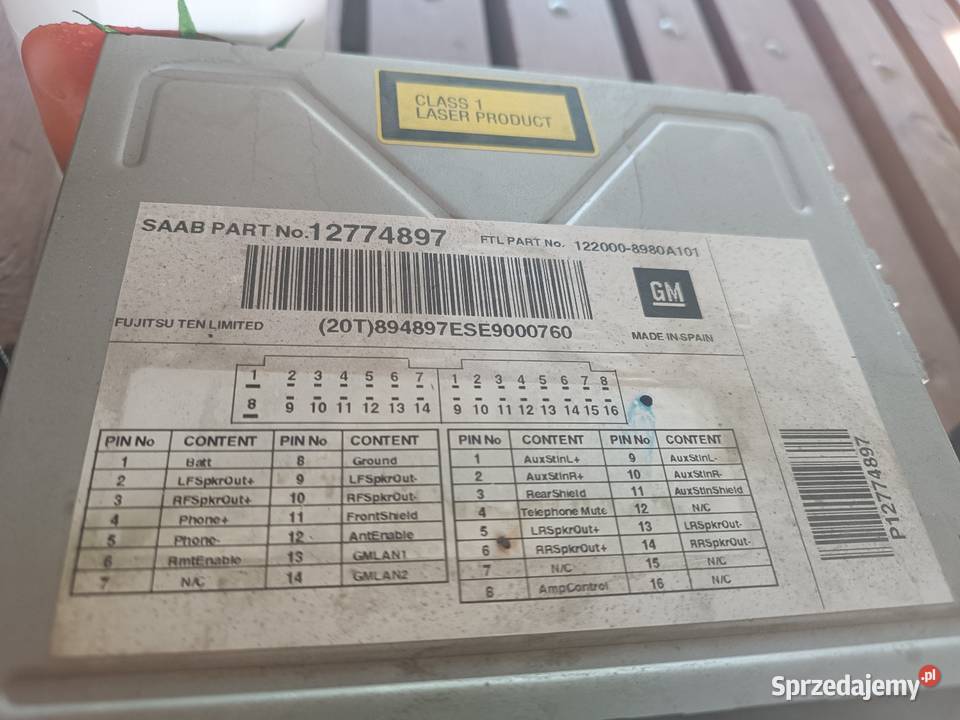 CLASS 1
LASER PRODUCT
SAAB PART No.12774897 FTL PART No. 122000-8980A101
GM
FUJITSU TEN LIMITED (20T)894897ESE9000760 MADE IN SPAIN
1 2 3 4 5 6 7 1 2 3 4 5 6 7 8
8 9 10 11 12 13 14 9 10 11 12 13 14 15 16
PIN No CONTENT PIN No CONTENT PIN No CONTENT PIN No CONTENT
1 Batt 8 Ground 1 AuxStInL+ 9 AuxStInL-
2 LFSpkrOut+ 9 LFSpkrOut- 2 AuxStInR+ 10 AuxStInR-
3 RFSpkrOut+ 10 RFSpkrOut- 3 RearShield 11 AuxStInShield
4 Phone+ 11 FrontShield 4 Telephone Mute 12 N/C
5 Phone- 12 AntEnable 5 LRSpkrOut+ 13 LRSpkrOut-
6 RmtEnable 13 GMLAN1 6 RRSpkrOut+ 14 RRSpkrOut-
7 N/C 14 GMLAN2 7 N/C 15 N/C
8 AmpControl 16 N/C
P12774897
Sprzedajemy.pl